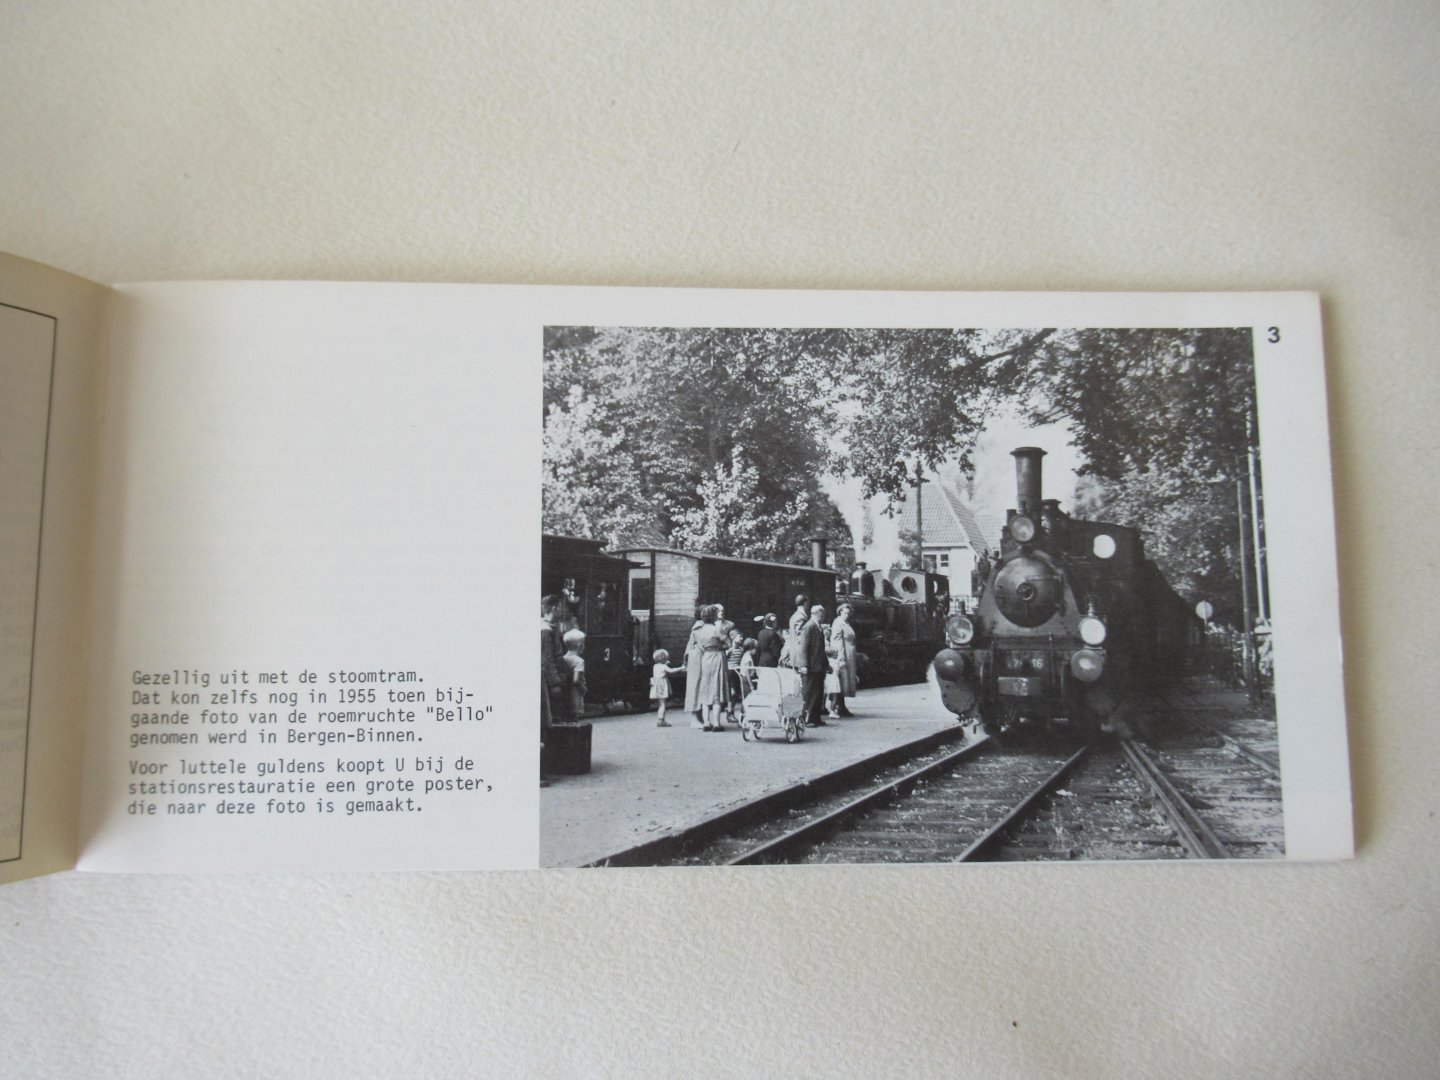 3
Gezellig uit met de stoomtram.
Dat kon zelfs nog in 1955 toen bij-
gaande foto van de roemruchte "Bello"
genomen werd in Bergen-Binnen.
Voor luttele guldens koopt U bij de
stationsrestauratie een grote poster,
die naar deze foto is gemaakt.
3